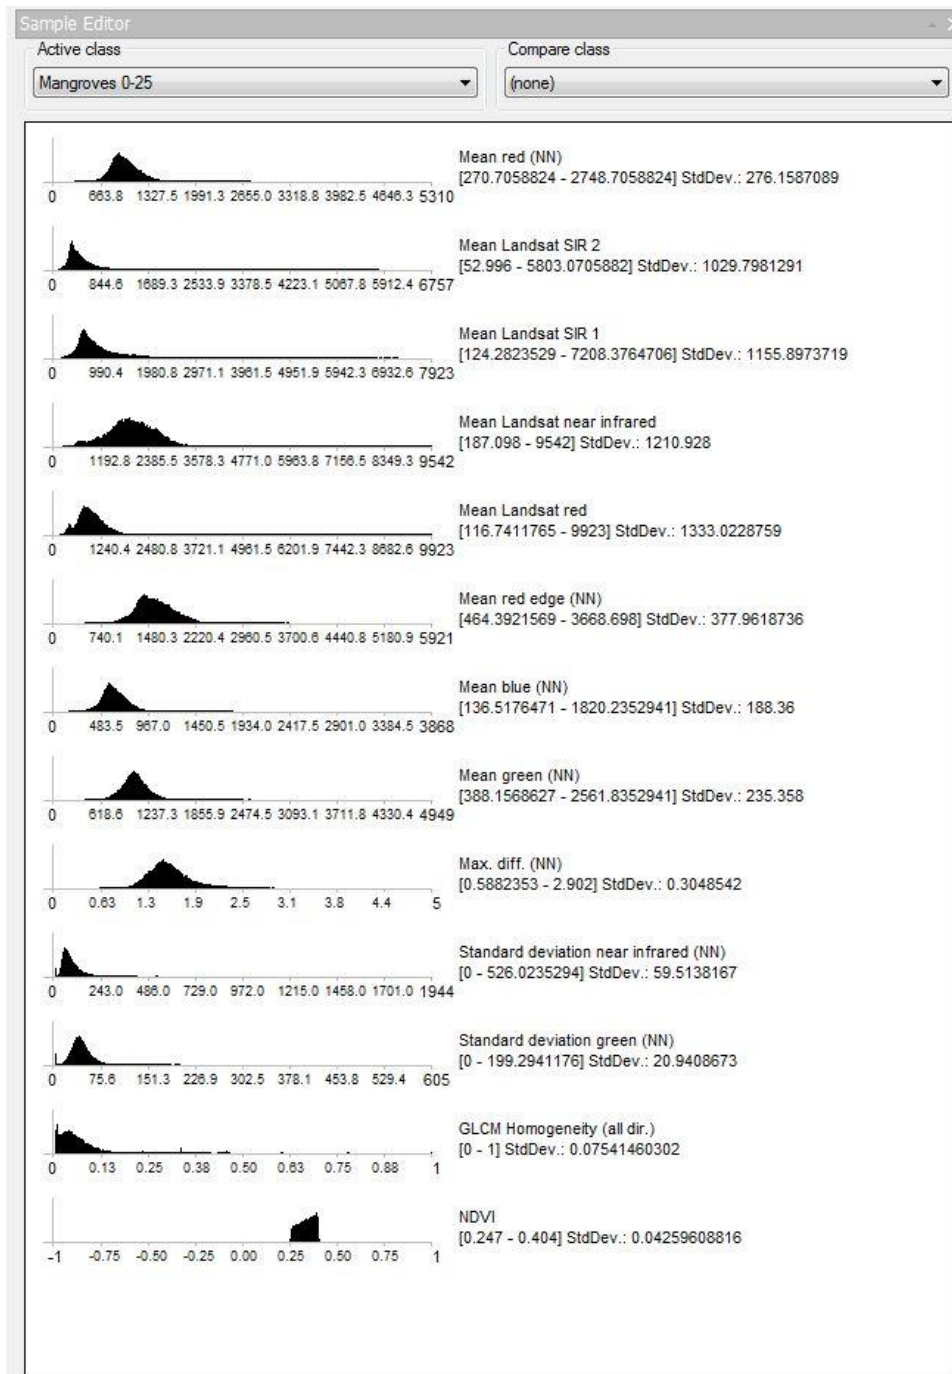 Sample Editor
Active class
Compare class
Mangroves 0-25
(none)
Mean red (NN)
[270.7058824 - 2748.7058824] StdDev.: 276.1587089
0 663.8 1327.5 1991.3 2655.0 3318.8 3982.5 4646.3 5310
Mean Landsat SIR 2
[52.996 - 5803.0705882] StdDev.: 1029.7981291
0 844.6 1689.3 2533.9 3378.5 4223.1 5067.8 5912.4 6757
Mean Landsat SIR 1
[124.2823529 - 7208.3764706] StdDev.: 1155.8973719
0 990.4 1980.8 2971.1 3961.5 4951.9 5942.3 6932.6 7923
Mean Landsat near infrared
[187.098 - 9542] StdDev.: 1210.928
0 1192.8 2385.5 3578.3 4771.0 5963.8 7156.5 8349.3 9542
Mean Landsat red
[116.7411765 - 9923] StdDev.: 1333.0228759
0 1240.4 2480.8 3721.1 4961.5 6201.9 7442.3 8682.6 9923
Mean red edge (NN)
[464.3921569 - 3668.698] StdDev.: 377.9618736
0 740.1 1480.3 2220.4 2960.5 3700.6 4440.8 5180.9 5921
Mean blue (NN)
[136.5176471 - 1820.2352941] StdDev.: 188.36
0 483.5 967.0 1450.5 1934.0 2417.5 2901.0 3384.5 3868
Mean green (NN)
[388.1568627 - 2561.8352941] StdDev.: 235.358
0 618.6 1237.3 1855.9 2474.5 3093.1 3711.8 4330.4 4949
Max. diff. (NN)
[0.5882353 - 2.902] StdDev.: 0.3048542
0 0.63 1.3 1.9 2.5 3.1 3.8 4.4 5
Standard deviation near infrared (NN)
[0 - 526.0235294] StdDev.: 59.5138167
0 243.0 486.0 729.0 972.0 1215.0 1458.0 1701.0 1944
Standard deviation green (NN)
[0 - 199.2941176] StdDev.: 20.9408673
0 75.6 151.3 226.9 302.5 378.1 453.8 529.4 605
GLCM Homogeneity (all dir.)
[0 - 1] StdDev.: 0.07541460302
0 0.13 0.25 0.38 0.50 0.63 0.75 0.88 1
NDVI
[0.247 - 0.404] StdDev.: 0.04259608816
-1 -0.75 -0.50 -0.25 0.00 0.25 0.50 0.75 1